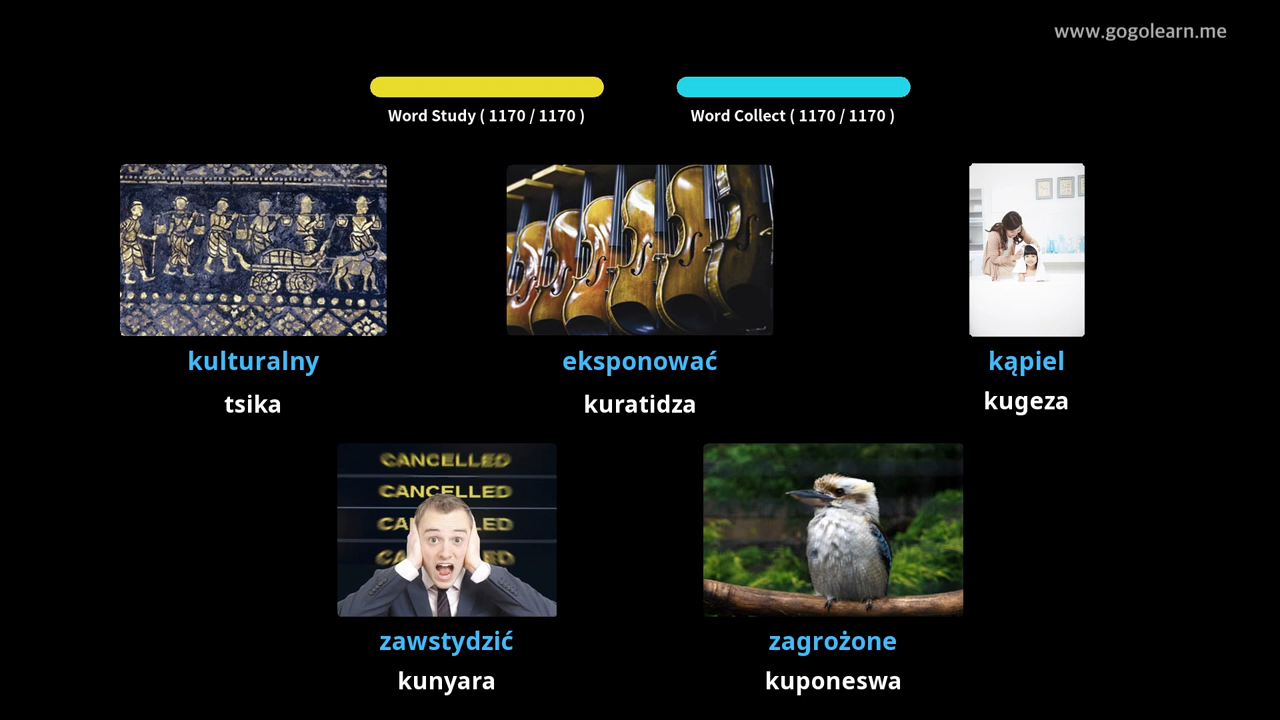 www.gogolearn.me
Word Study ( 1170 / 1170 )
Word Collect ( 1170 / 1170 )
kulturalny
eksponować
kąpiel
tsika
kuratidza
kugeza
CANCELLED
CANCELLED
zawstydzić
zagrożone
kunyara
kuponeswa